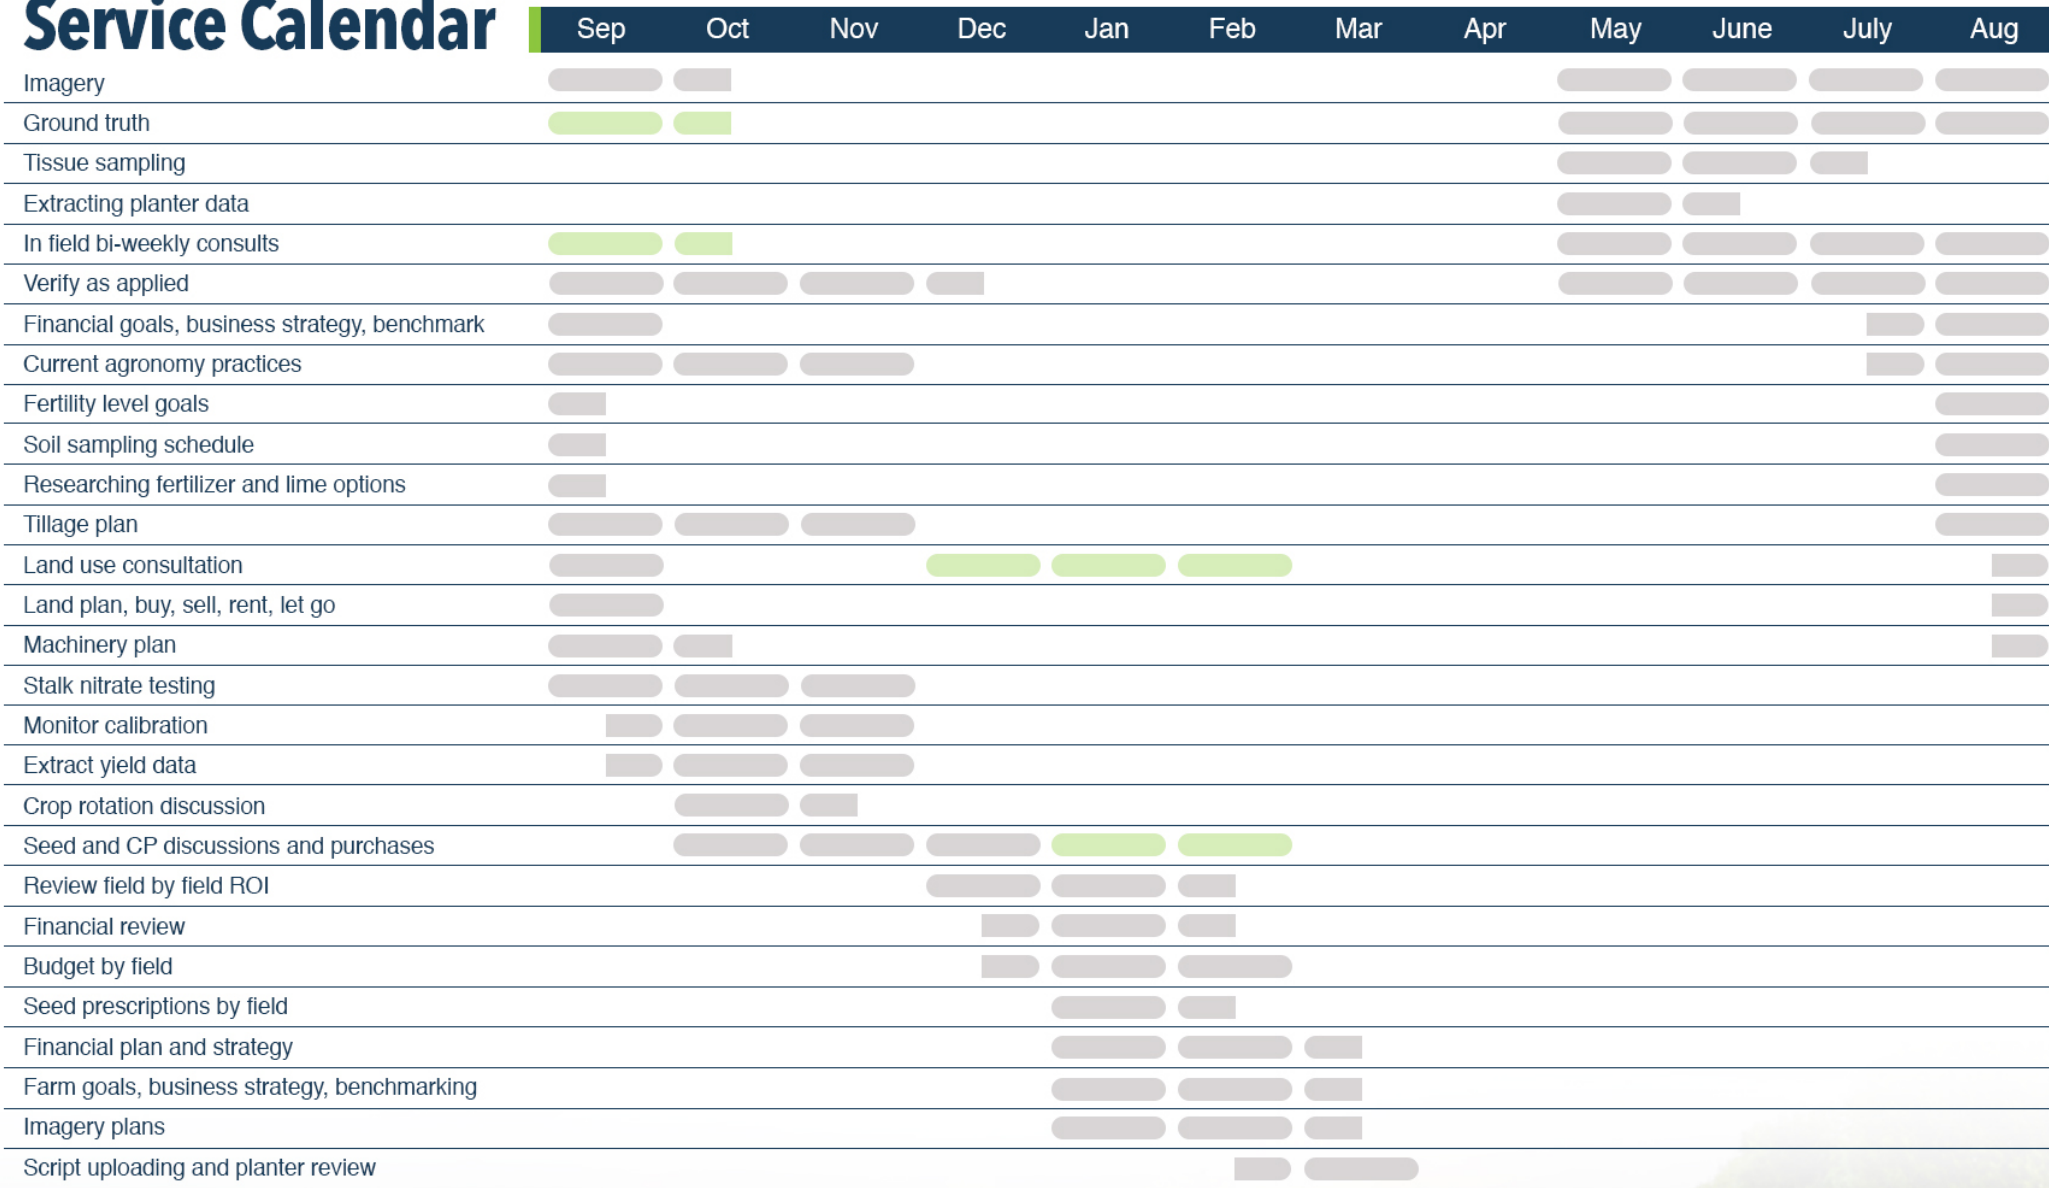 Service Calendar
Sep Oct Nov Dec Jan Feb Mar Apr May June July Aug
Imagery
Ground truth
Tissue sampling
Extracting planter data
In field bi-weekly consults
Verify as applied
Financial goals, business strategy, benchmark
Current agronomy practices
Fertility level goals
Soil sampling schedule
Researching fertilizer and lime options
Tillage plan
Land use consultation
Land plan, buy, sell, rent, let go
Machinery plan
Stalk nitrate testing
Monitor calibration
Extract yield data
Crop rotation discussion
Seed and CP discussions and purchases
Review field by field ROI
Financial review
Budget by field
Seed prescriptions by field
Financial plan and strategy
Farm goals, business strategy, benchmarking
Imagery plans
Script uploading and planter review